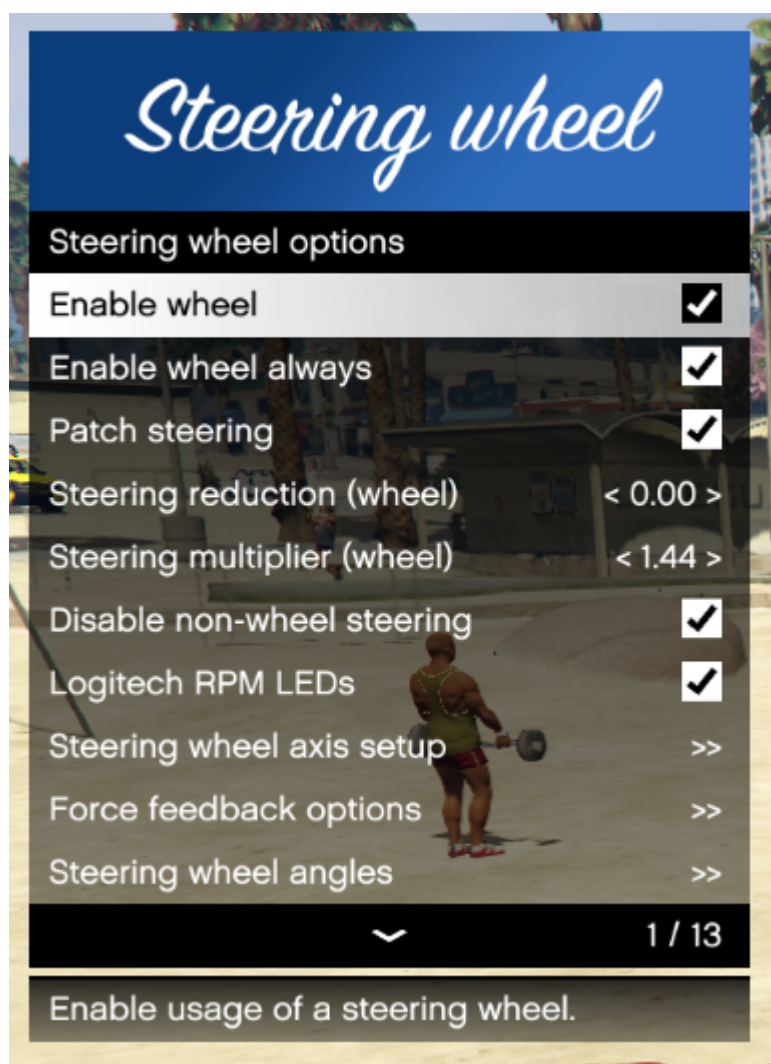 Steering wheel
Steering wheel options
Enable wheel
Enable wheel always
Patch steering
Steering reduction (wheel) < 0.00 >
Steering multiplier (wheel) < 1.44 >
Disable non-wheel steering
Logitech RPM LEDs
Steering wheel axis setup >>
Force feedback options >>
Steering wheel angles >>
1 / 13
Enable usage of a steering wheel.